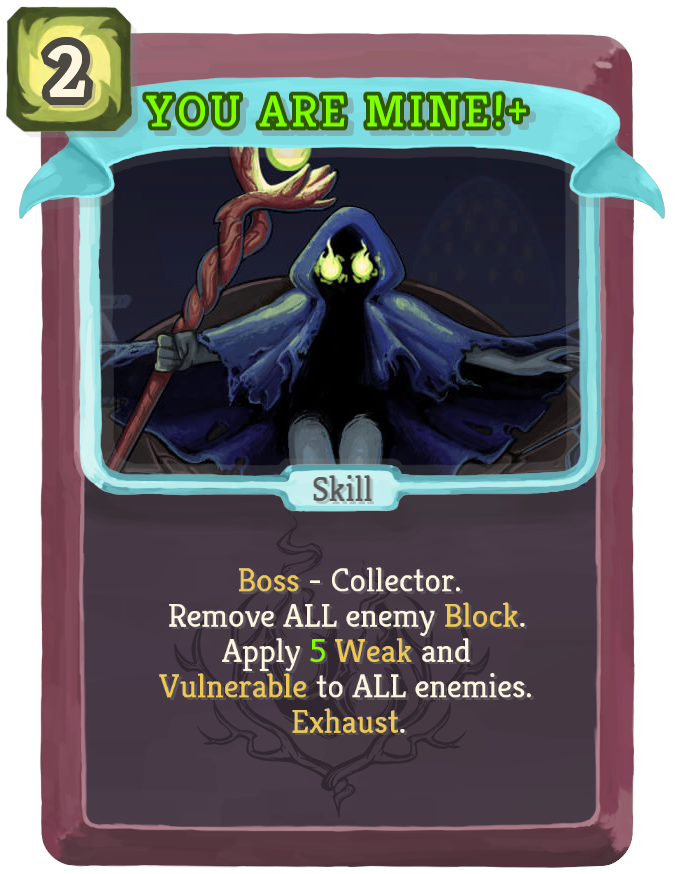 2
YOU ARE MINE!+
Skill
Boss - Collector.
Remove ALL enemy Block.
Apply 5 Weak and
Vulnerable to ALL enemies.
Exhaust.